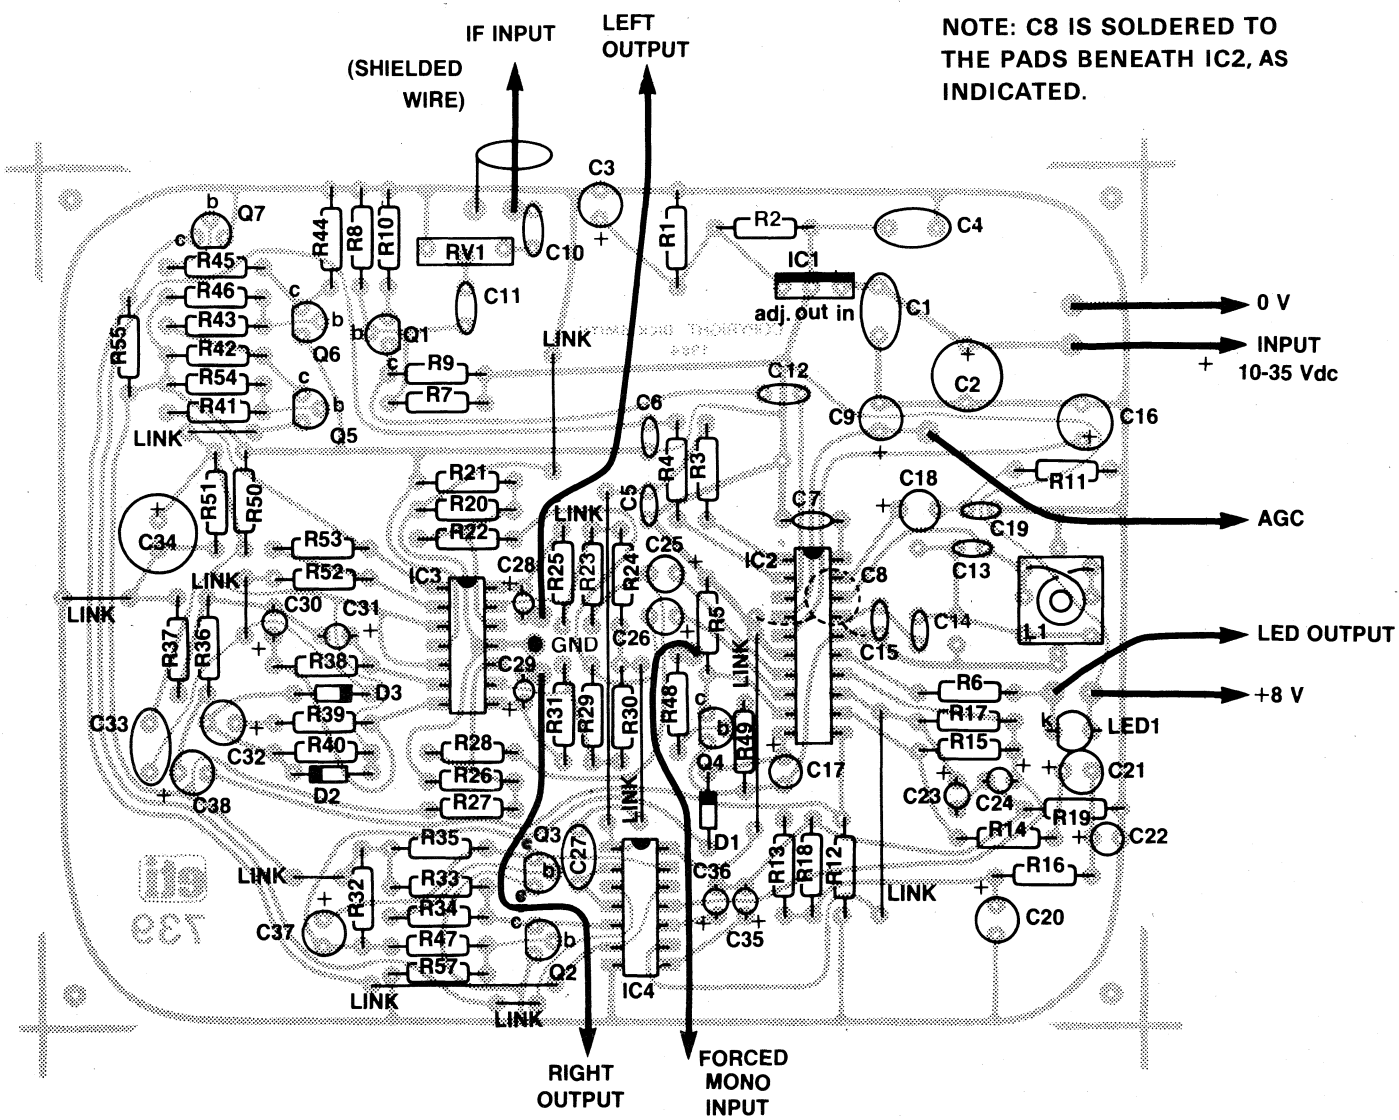 IF INPUT
(SHIELDED
WIRE)
LEFT
OUTPUT
NOTE: C8 IS SOLDERED TO
THE PADS BENEATH IC2, AS
INDICATED.
C3
b
Q7
c
R44
R8
R10
RV1
C10
R1
R2
C4
IC1
adj. out in
C1
R45
R46
R43
R42
R54
R41
R55
c
b
Q6
c
b
Q5
C11
b
Q1
c
R9
R7
LINK
COPYRIGHT DICK SMITH
1984
0 V
INPUT
+
10-35 Vdc
+
C2
C12
C9
+
C16
+
LINK
C6
R4
R3
C5
R21
R20
R22
R51
R50
+
C34
R53
R52
LINK
LINK
LINK
C7
C18
+
C19
R11
AGC
C13
IC2
C8
C15
C14
L1
IC3
C28
R25
R23
R24
C25
+
C26
R5
C30
+
C31
+
R37
R36
R38
D3
R39
R40
D2
C33
C32
+
C38
+
GND
C29
+
R31
R29
R30
R48
LINK
c
b
Q4
R49
LED OUTPUT
+8 V
R6
R17
R15
K
LED1
+
C21
C17
+
C23
+
C24
+
R19
R14
C22
+
R16
R28
R26
R27
LINK
D1
R35
R33
R34
R47
R57
Q3
e
b
c
C27
R13
R18
R12
LINK
C36
+
C35
+
C20
+
LINK
R32
C37
+
c
b
Q2
IC4
LINK
LINK
eti
739
RIGHT
OUTPUT
FORCED
MONO
INPUT